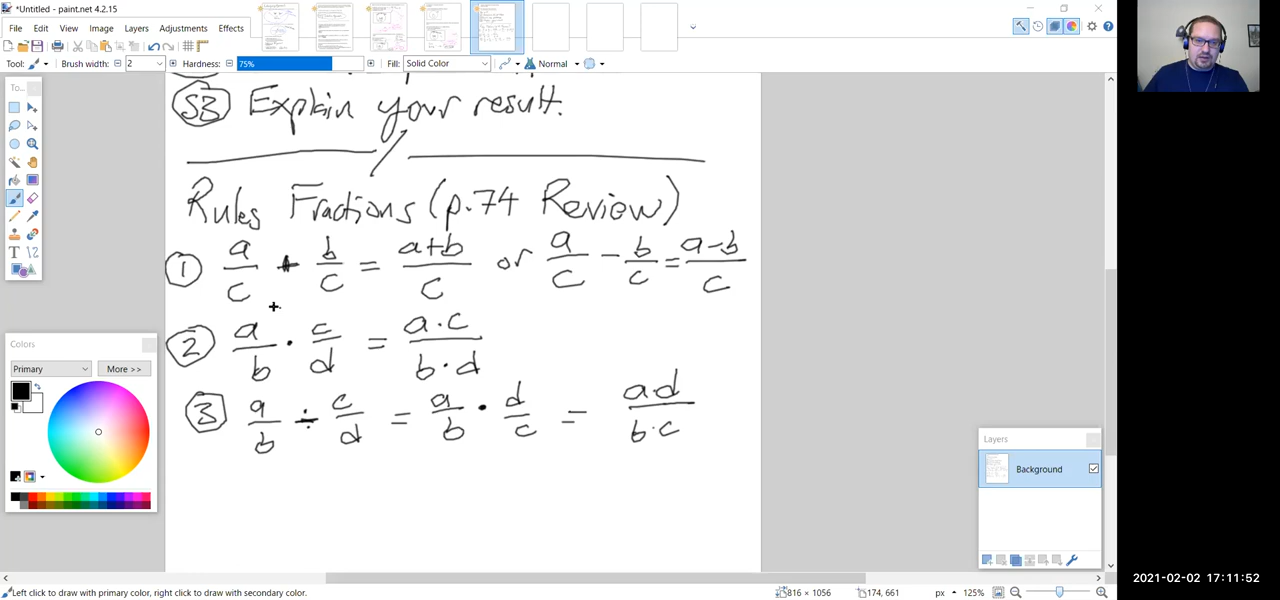 *Untitled - paint.net 4.2.15
File Edit View Image Layers Adjustments Effects
Tool: Brush width: 2 Hardness: 75% Fill: Solid Color Normal
To...
S3 Explain your result.
Rules Fractions (p.74 Review)
① a/c + b/c = a+b/c or a/c - b/c = a-b/c
② a/b · c/d = a·c/b·d
③ a/b ÷ c/d = a/b · d/c = a·d/b·c
Colors
Primary More >>
Layers
Background
Left click to draw with primary color, right click to draw with secondary color.
816 x 1056 174, 661 px 125%
2021-02-02 17:11:52